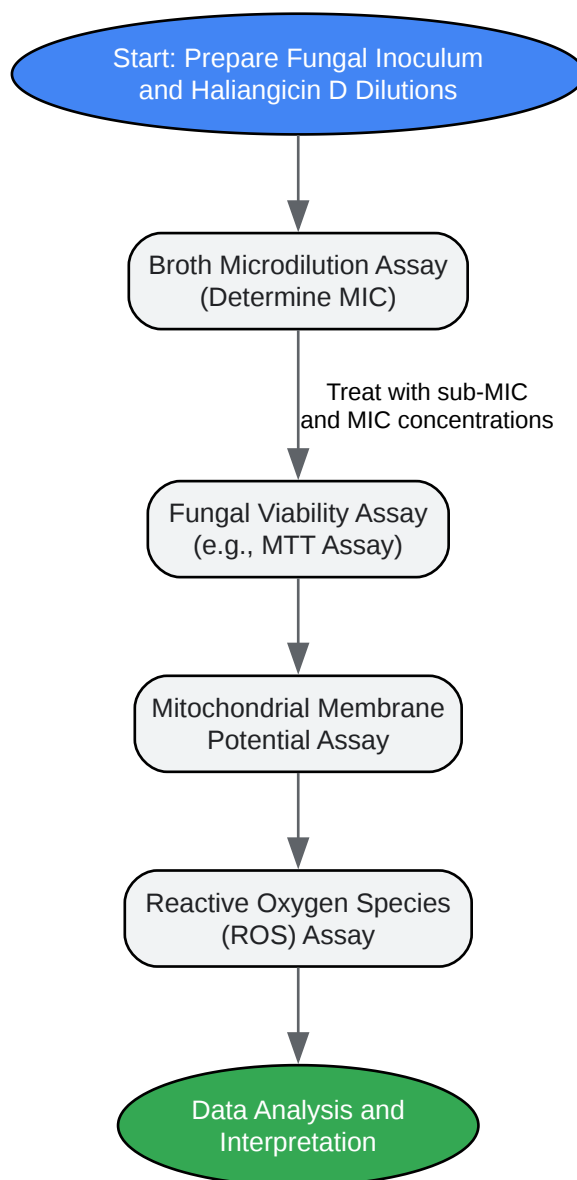 Start: Prepare Fungal Inoculum
and Haliangicin D Dilutions
Broth Microdilution Assay
(Determine MIC)
Treat with sub-MIC
and MIC concentrations
Fungal Viability Assay
(e.g., MTT Assay)
Mitochondrial Membrane
Potential Assay
Reactive Oxygen Species
(ROS) Assay
Data Analysis and
Interpretation